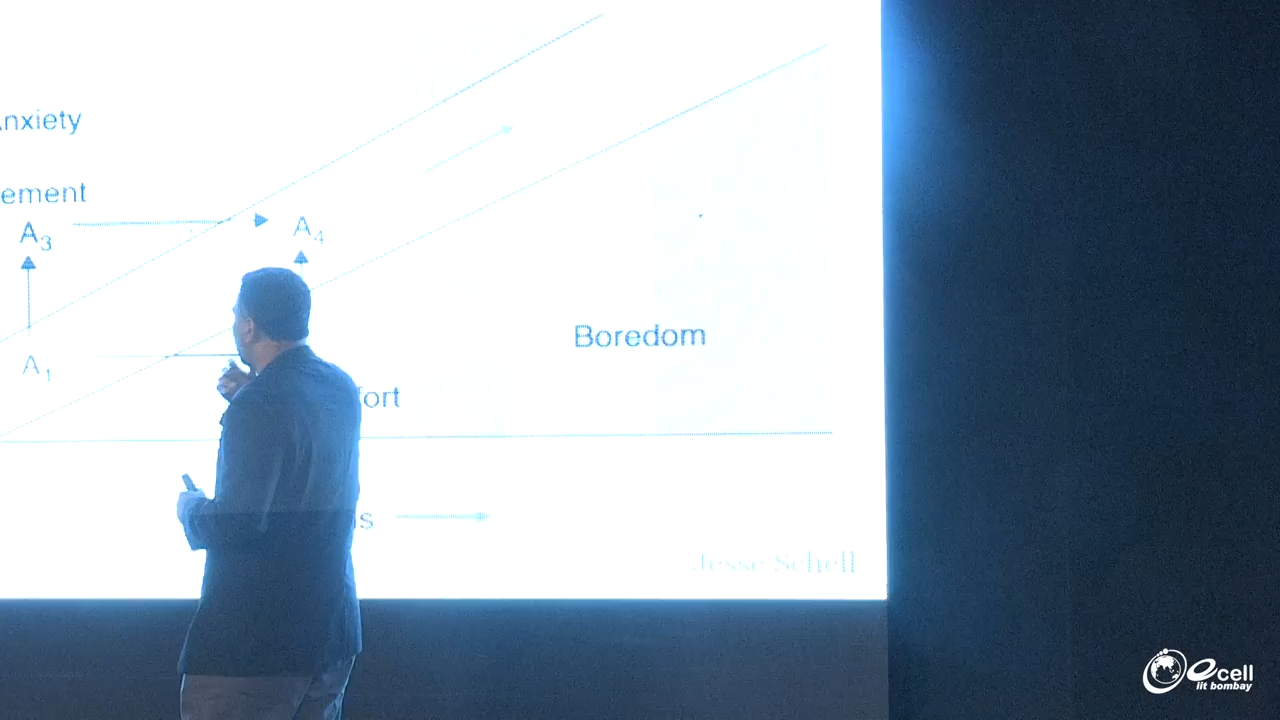 nxiety
ement
A3
A4
A1
Boredom
fort
s
Jesse Schell
ecell
iit bombay